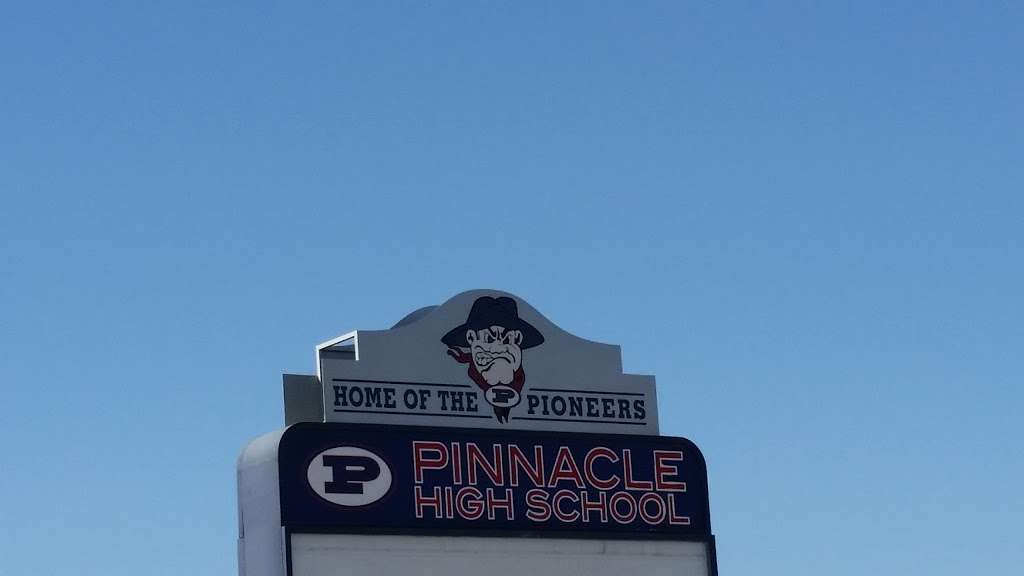 HOME OF THE P PIONEERS
P PINNACLE
HIGH SCHOOL